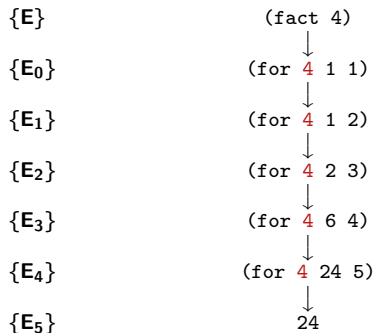 {E} (fact 4)
{E₀} (for 4 1 1)
{E₁} (for 4 1 2)
{E₂} (for 4 2 3)
{E₃} (for 4 6 4)
{E₄} (for 4 24 5)
{E₅} 24